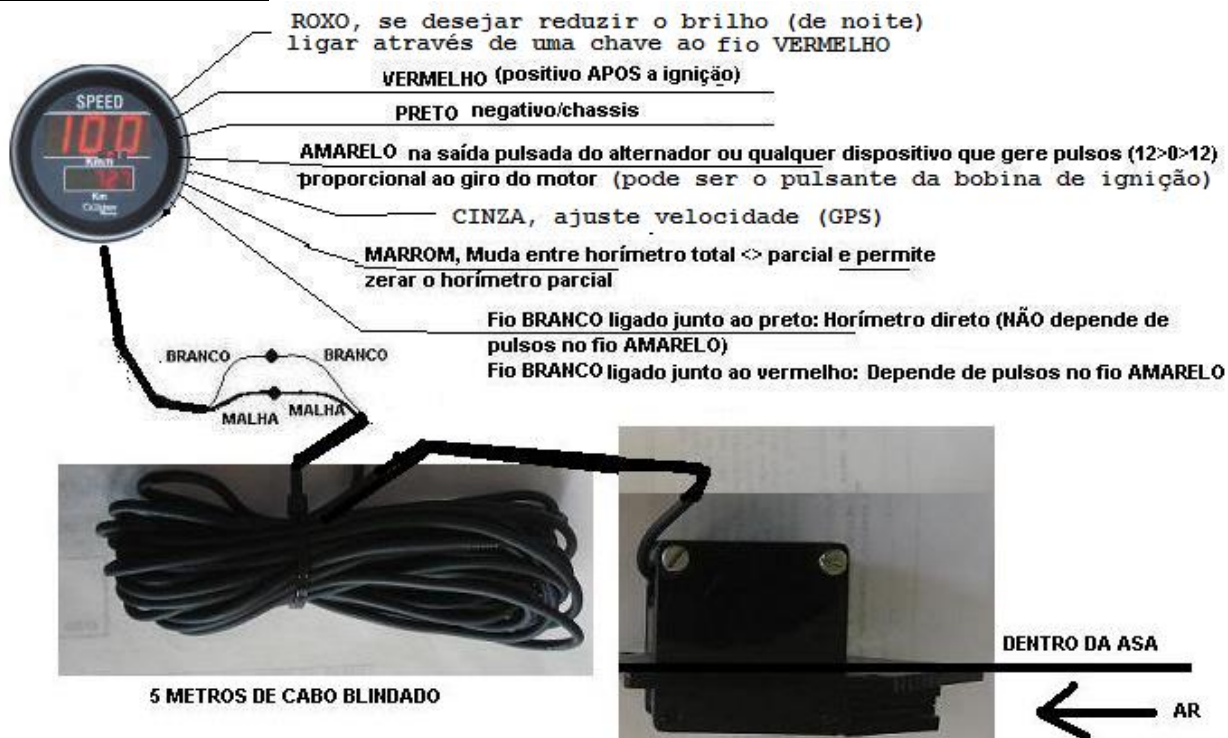 ROXO, se desejar reduzir o brilho (de noite)
ligar através de uma chave ao fio VERMELHO
VERMELHO (positivo APOS a ignição)
PRETO negativo/chassis
AMARELO na saída pulsada do alternador ou qualquer dispositivo que gere pulsos (12>0>12)
proporcional ao giro do motor (pode ser o pulsante da bobina de ignição)
CINZA, ajuste velocidade (GPS)
MARROM, Muda entre horímetro total <> parcial e permite
zerar o horímetro parcial
Fio BRANCO ligado junto ao preto: Horímetro direto (NÃO depende de
pulsos no fio AMARELO)
Fio BRANCO ligado junto ao vermelho: Depende de pulsos no fio AMARELO
SPEED
100
Km/h
Km
BRANCO BRANCO
MALHA MALHA
5 METROS DE CABO BLINDADO
DENTRO DA ASA
AR